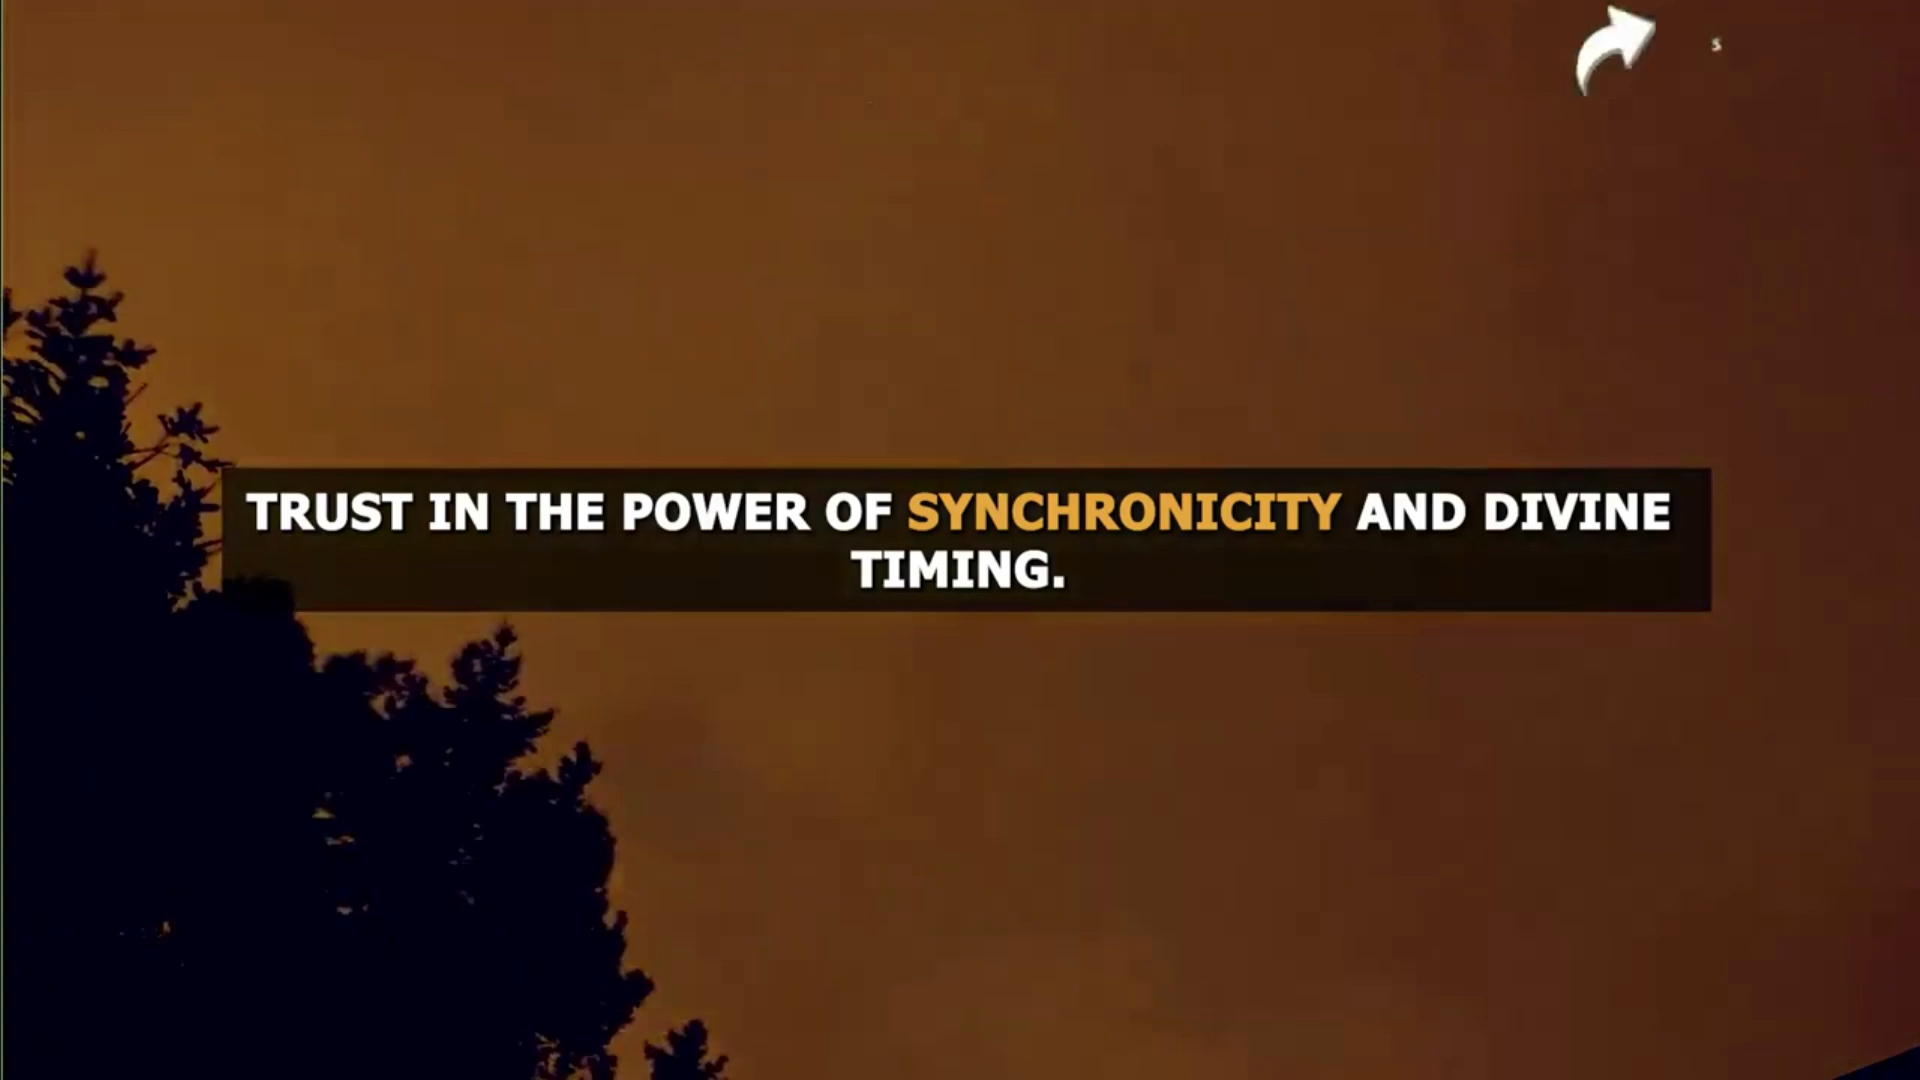 s
TRUST IN THE POWER OF SYNCHRONICITY AND DIVINE
TIMING.